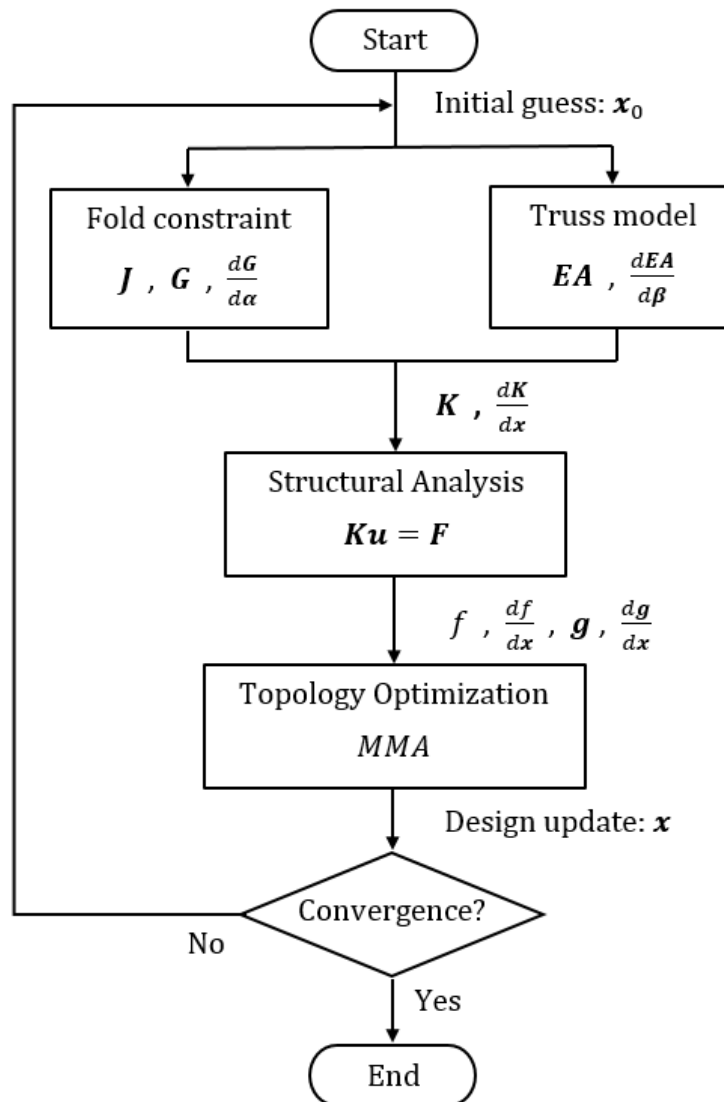 Start
Initial guess: 𝒙₀
Fold constraint
𝑱 , 𝑮 , d𝑮/d𝜶
Truss model
𝑬𝑨 , d𝑬𝑨/d𝜷
𝑲 , d𝑲/d𝒙
Structural Analysis
𝑲𝒖 = 𝑭
f , df/d𝒙 , 𝒈 , d𝒈/d𝒙
Topology Optimization
MMA
Design update: 𝒙
Convergence?
No
Yes
End